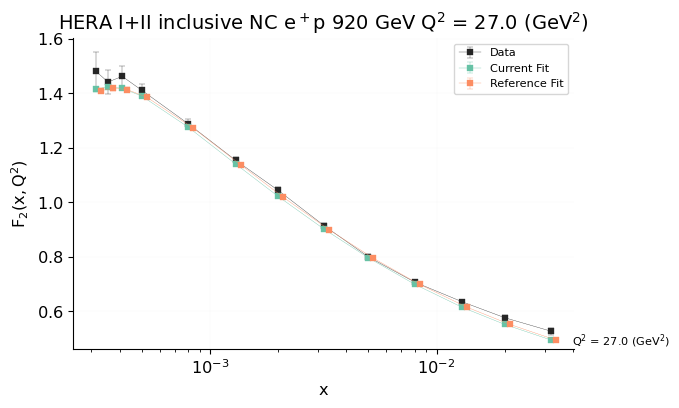 HERA I+II inclusive NC e⁺p 920 GeV Q² = 27.0 (GeV²)
Data
Current Fit
Reference Fit
F₂(x, Q²)
1.6
1.4
1.2
1.0
0.8
0.6
Q² = 27.0 (GeV²)
10⁻³
10⁻²
x